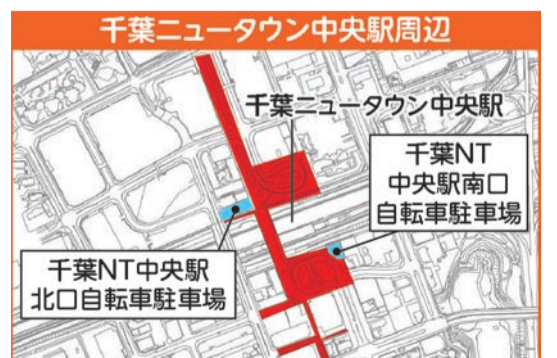 千葉ニュータウン中央駅周辺
千葉ニュータウン中央駅
千葉NT
中央駅南口
自転車駐車場
千葉NT中央駅
北口自転車駐車場